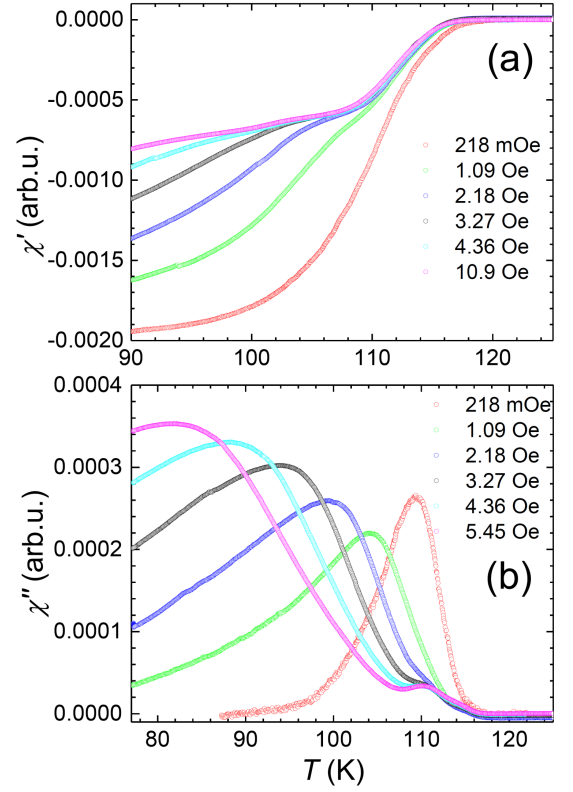 0.0000
-0.0005
-0.0010
-0.0015
-0.0020
χ' (arb.u.)
(a)
218 mOe
1.09 Oe
2.18 Oe
3.27 Oe
4.36 Oe
10.9 Oe
90 100 110 120
0.0004
0.0003
0.0002
0.0001
0.0000
χ'' (arb.u.)
218 mOe
1.09 Oe
2.18 Oe
3.27 Oe
4.36 Oe
5.45 Oe
(b)
80 90 100 110 120
T (K)